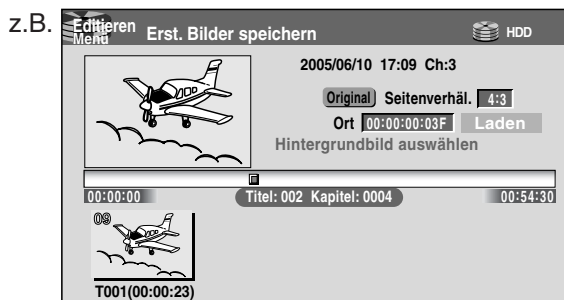 z.B.
Editieren
Menü
Erst. Bilder speichern
HDD
2005/06/10 17:09 Ch:3
Original Seitenverhäl. 4:3
Ort 00:00:00:03F Laden
Hintergrundbild auswählen
00:00:00 Titel: 002 Kapitel: 0004 00:54:30
09
T001(00:00:23)